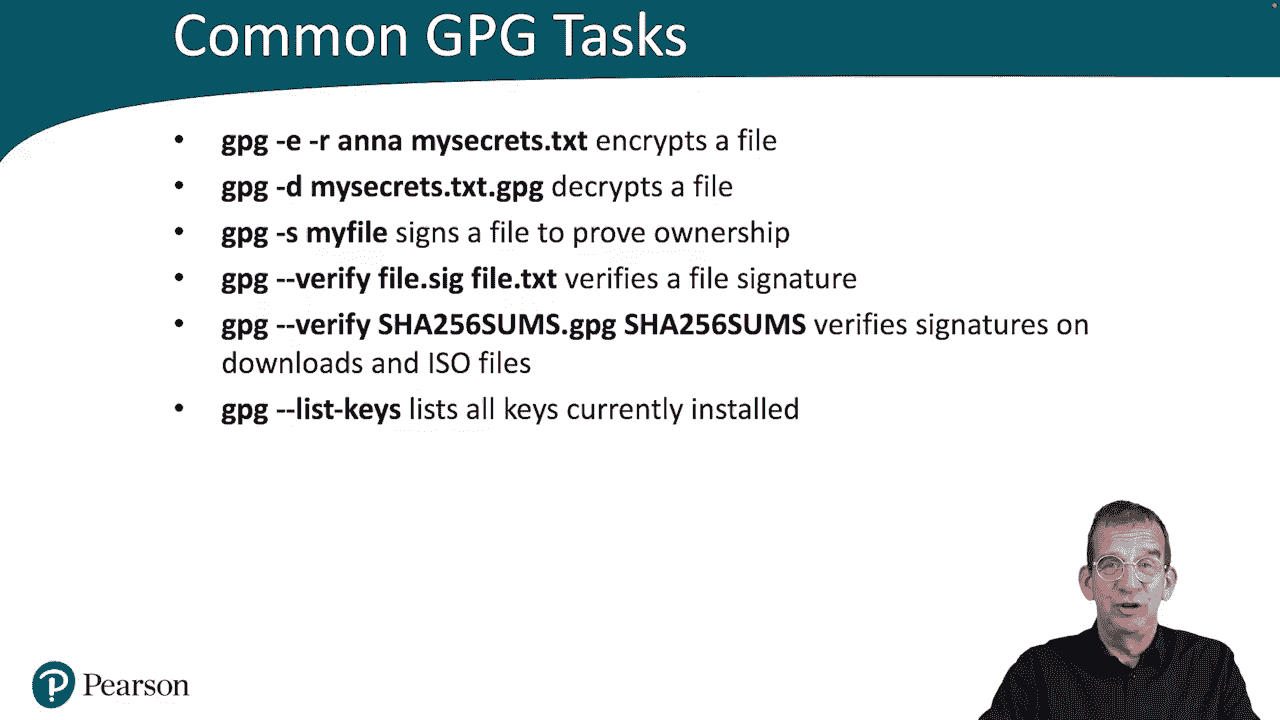 Common GPG Tasks
• gpg -e -r anna mysecrets.txt encrypts a file
• gpg -d mysecrets.txt.gpg decrypts a file
• gpg -s myfile signs a file to prove ownership
• gpg --verify file.sig file.txt verifies a file signature
• gpg --verify SHA256SUMS.gpg SHA256SUMS verifies signatures on
downloads and ISO files
• gpg --list-keys lists all keys currently installed
Pearson